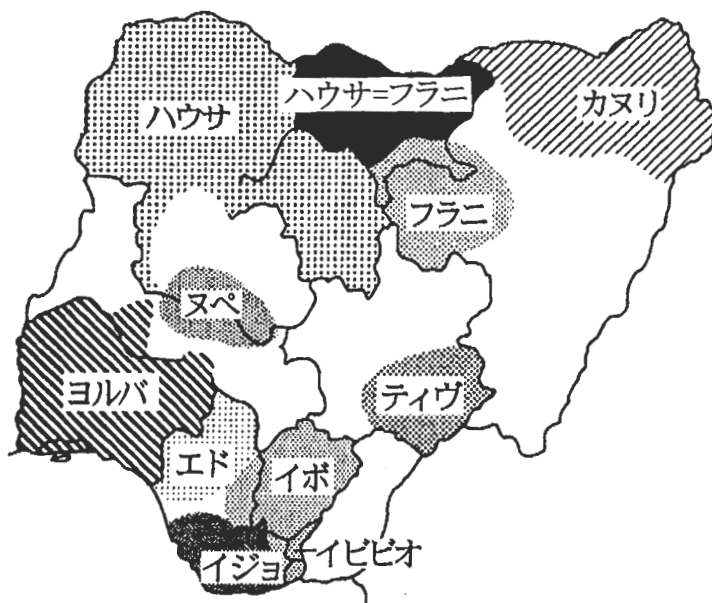 ハウサ=フラニ
カヌリ
ハウサ
フラニ
ヌペ
ヨルバ
ティヴ
エド
イボ
イビビオ
イジョ